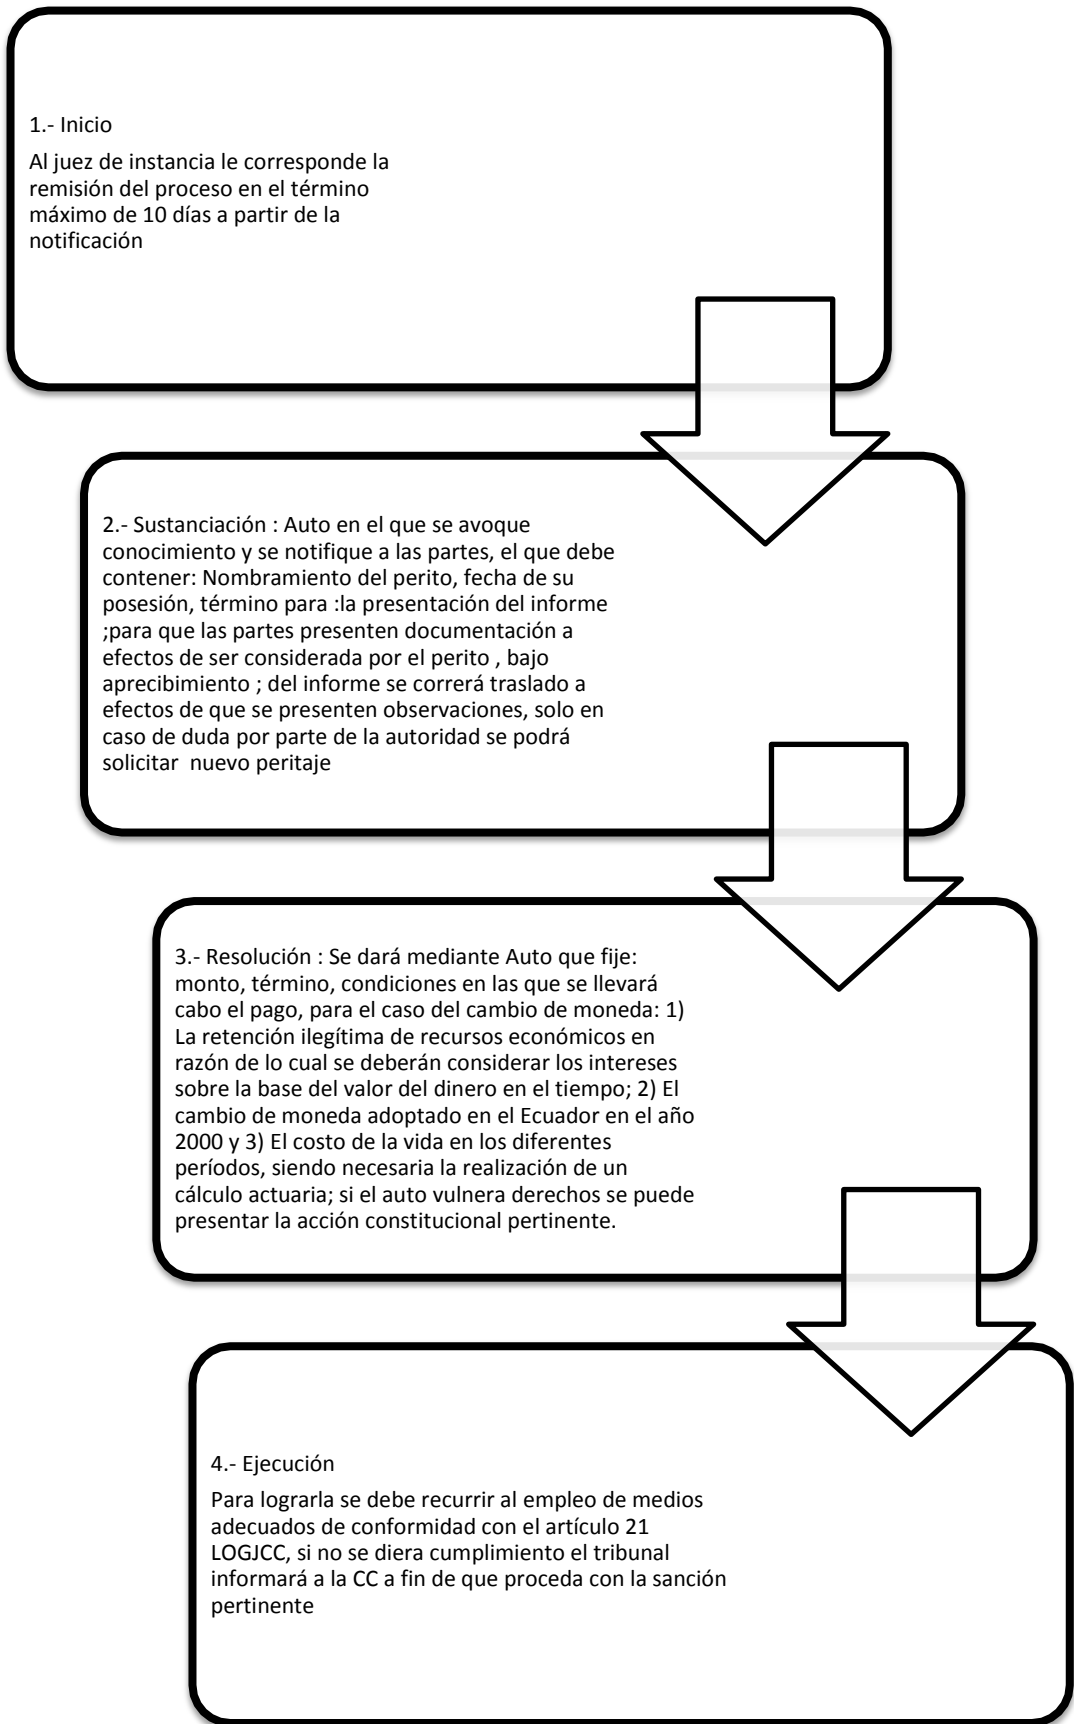 1.- Inicio
Al juez de instancia le corresponde la
remisión del proceso en el término
máximo de 10 días a partir de la
notificación
2.- Sustanciación : Auto en el que se avoque
conocimiento y se notifique a las partes, el que debe
contener: Nombramiento del perito, fecha de su
posesión, término para :la presentación del informe
;para que las partes presenten documentación a
efectos de ser considerada por el perito , bajo
aprecibimiento ; del informe se correrá traslado a
efectos de que se presenten observaciones, solo en
caso de duda por parte de la autoridad se podrá
solicitar  nuevo peritaje
3.- Resolución : Se dará mediante Auto que fije:
monto, término, condiciones en las que se llevará
cabo el pago, para el caso del cambio de moneda: 1)
La retención ilegítima de recursos económicos en
razón de lo cual se deberán considerar los intereses
sobre la base del valor del dinero en el tiempo; 2) El
cambio de moneda adoptado en el Ecuador en el año
2000 y 3) El costo de la vida en los diferentes
períodos, siendo necesaria la realización de un
cálculo actuaria; si el auto vulnera derechos se puede
presentar la acción constitucional pertinente.
4.- Ejecución
Para lograrla se debe recurrir al empleo de medios
adecuados de conformidad con el artículo 21
LOGJCC, si no se diera cumplimiento el tribunal
informará a la CC a fin de que proceda con la sanción
pertinente